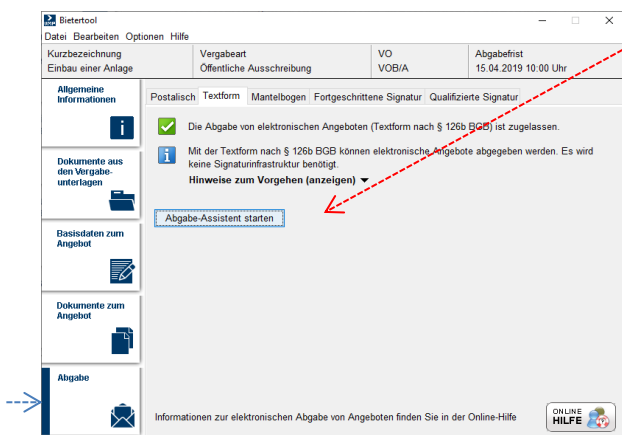 Bietertool
Datei Bearbeiten Optionen Hilfe
Kurzbezeichnung Vergabeart VO Abgabefrist
Einbau einer Anlage Öffentliche Ausschreibung VOB/A 15.04.2019 10:00 Uhr
Allgemeine
Informationen
Postalisch Textform Mantelbogen Fortgeschrittene Signatur Qualifizierte Signatur
Die Abgabe von elektronischen Angeboten (Textform nach § 126b BGB) ist zugelassen.
Mit der Textform nach § 126b BGB können elektronische Angebote abgegeben werden. Es wird
keine Signaturinfrastruktur benötigt.
Hinweise zum Vorgehen (anzeigen)
Abgabe-Assistent starten
Dokumente aus
den Vergabe-
unterlagen
Basisdaten zum
Angebot
Dokumente zum
Angebot
Abgabe
Informationen zur elektronischen Abgabe von Angeboten finden Sie in der Online-Hilfe
ONLINE
HILFE